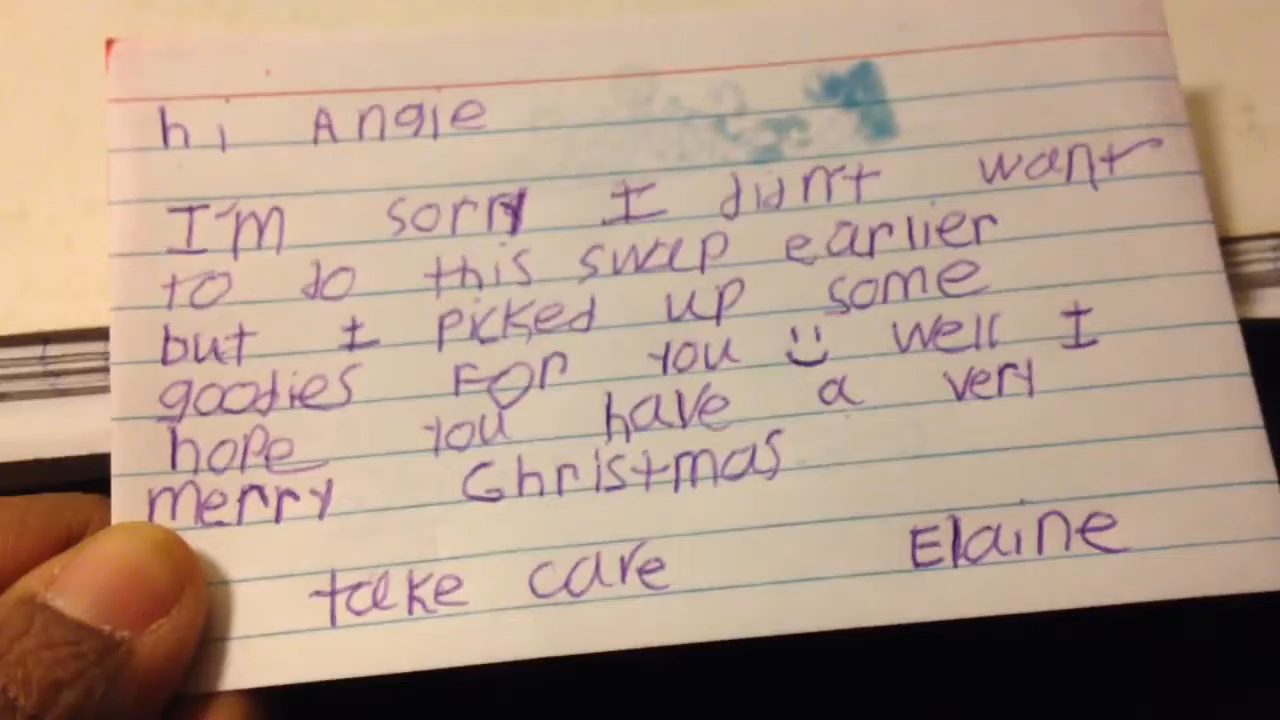 hi Angie
I'm sorry I didn't want
to do this swap earlier
but I picked up some
goodies For you :) well I
hope you have a very
merry Christmas
take care Elaine